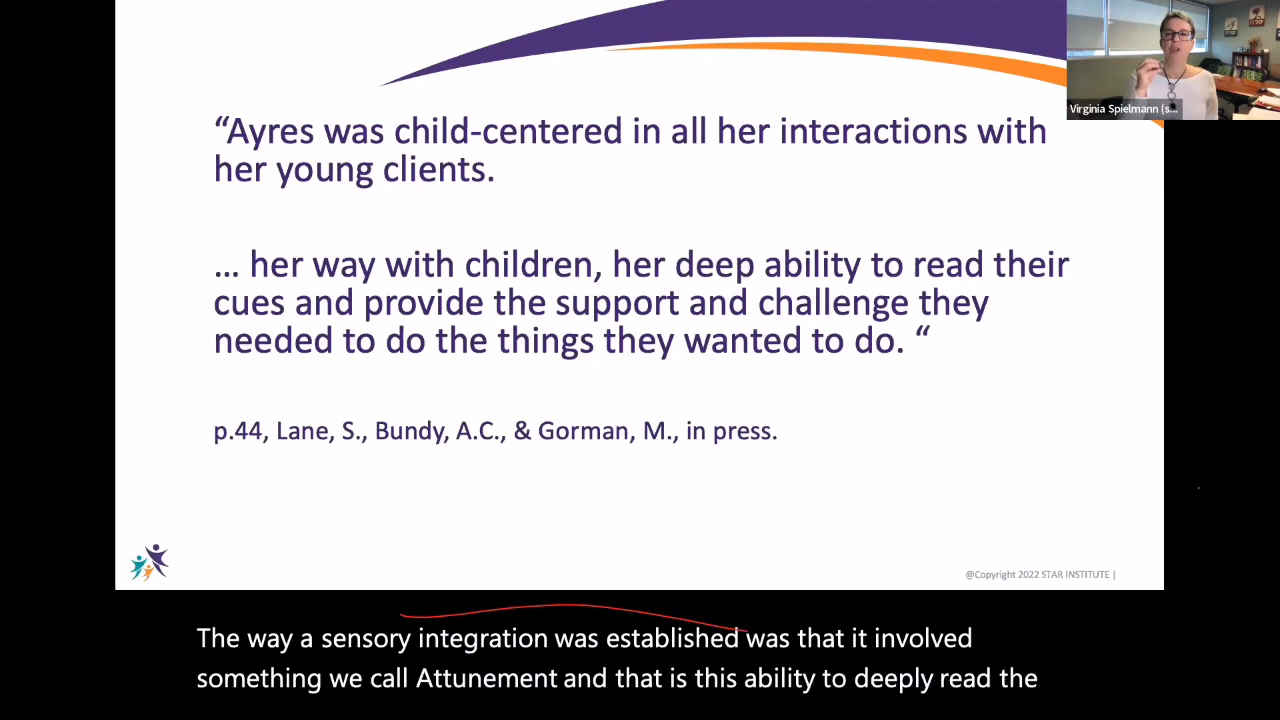 “Ayres was child-centered in all her interactions with
her young clients.
... her way with children, her deep ability to read their
cues and provide the support and challenge they
needed to do the things they wanted to do. “
p.44, Lane, S., Bundy, A.C., & Gorman, M., in press.
Virginia Spielmann (s...
@Copyright 2022 STAR INSTITUTE |
The way a sensory integration was established was that it involved
something we call Attunement and that is this ability to deeply read the